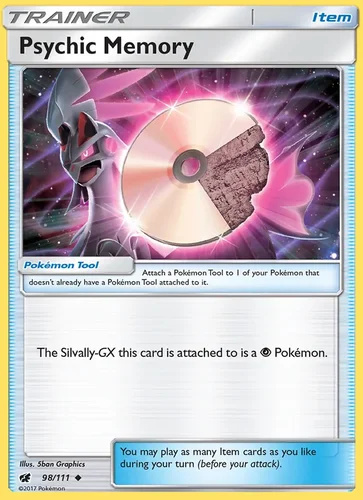 TRAINER Item
Psychic Memory
Pokémon Tool
Attach a Pokémon Tool to 1 of your Pokémon that
doesn't already have a Pokémon Tool attached to it.
The Silvally-GX this card is attached to is a Pokémon.
Illus. 5ban Graphics
98/111 ◆
©2017 Pokémon
You may play as many Item cards as you like
during your turn (before your attack).